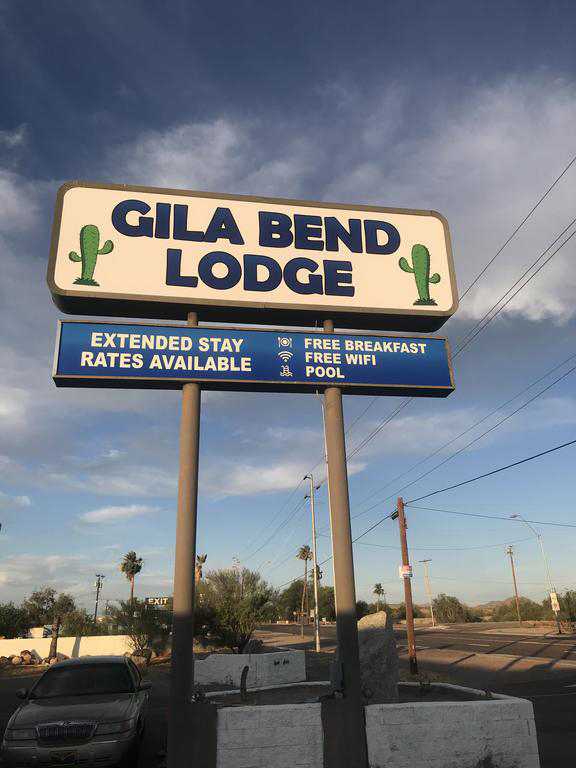 GILA BEND
LODGE
EXTENDED STAY
RATES AVAILABLE
FREE BREAKFAST
FREE WIFI
POOL
EXIT